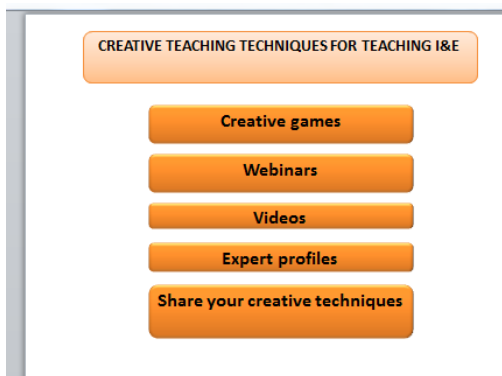 CREATIVE TEACHING TECHNIQUES FOR TEACHING I&E
Creative games
Webinars
Videos
Expert profiles
Share your creative techniques